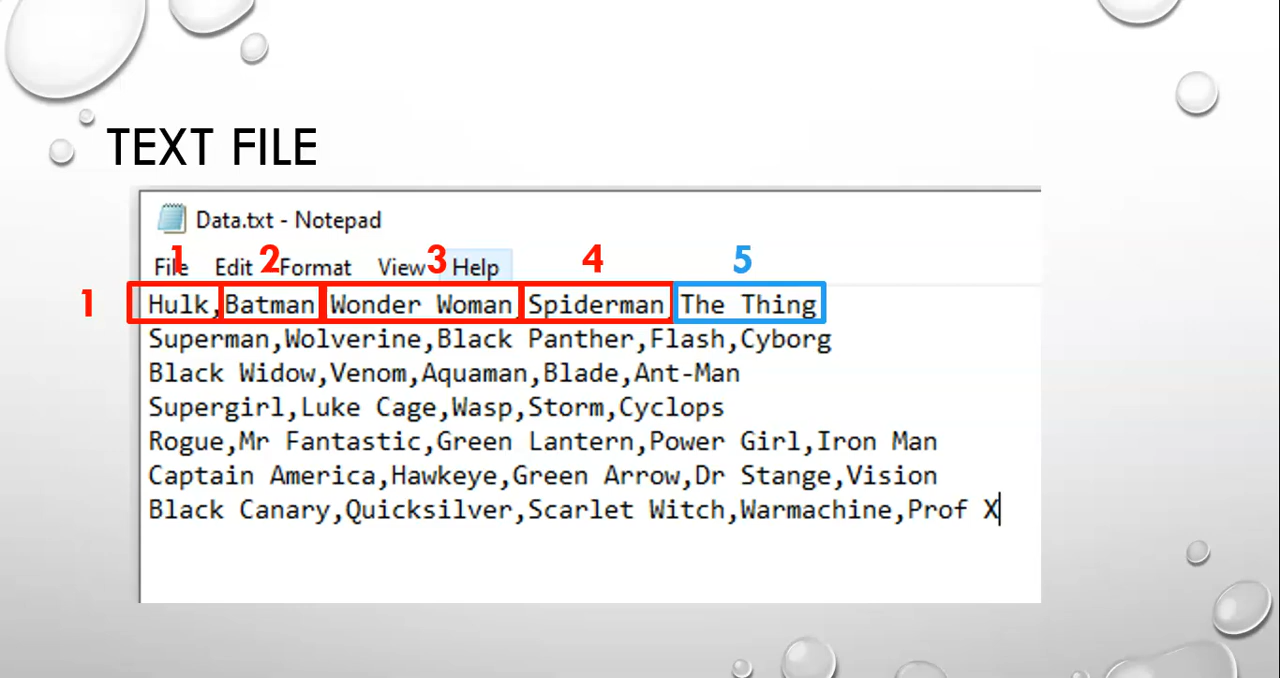 TEXT FILE
Data.txt - Notepad
File Edit Format View Help
1 2 3 4 5
1
Hulk,Batman,Wonder Woman,Spiderman,The Thing
Superman,Wolverine,Black Panther,Flash,Cyborg
Black Widow,Venom,Aquaman,Blade,Ant-Man
Supergirl,Luke Cage,Wasp,Storm,Cyclops
Rogue,Mr Fantastic,Green Lantern,Power Girl,Iron Man
Captain America,Hawkeye,Green Arrow,Dr Stange,Vision
Black Canary,Quicksilver,Scarlet Witch,Warmachine,Prof X